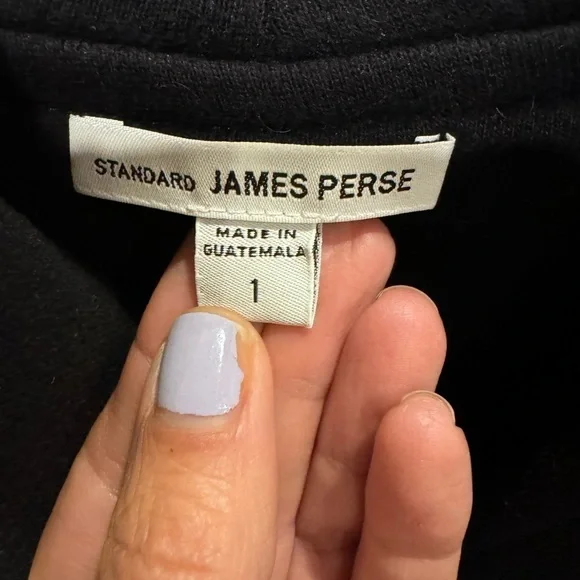 STANDARD JAMES PERSE
MADE IN
GUATEMALA
1